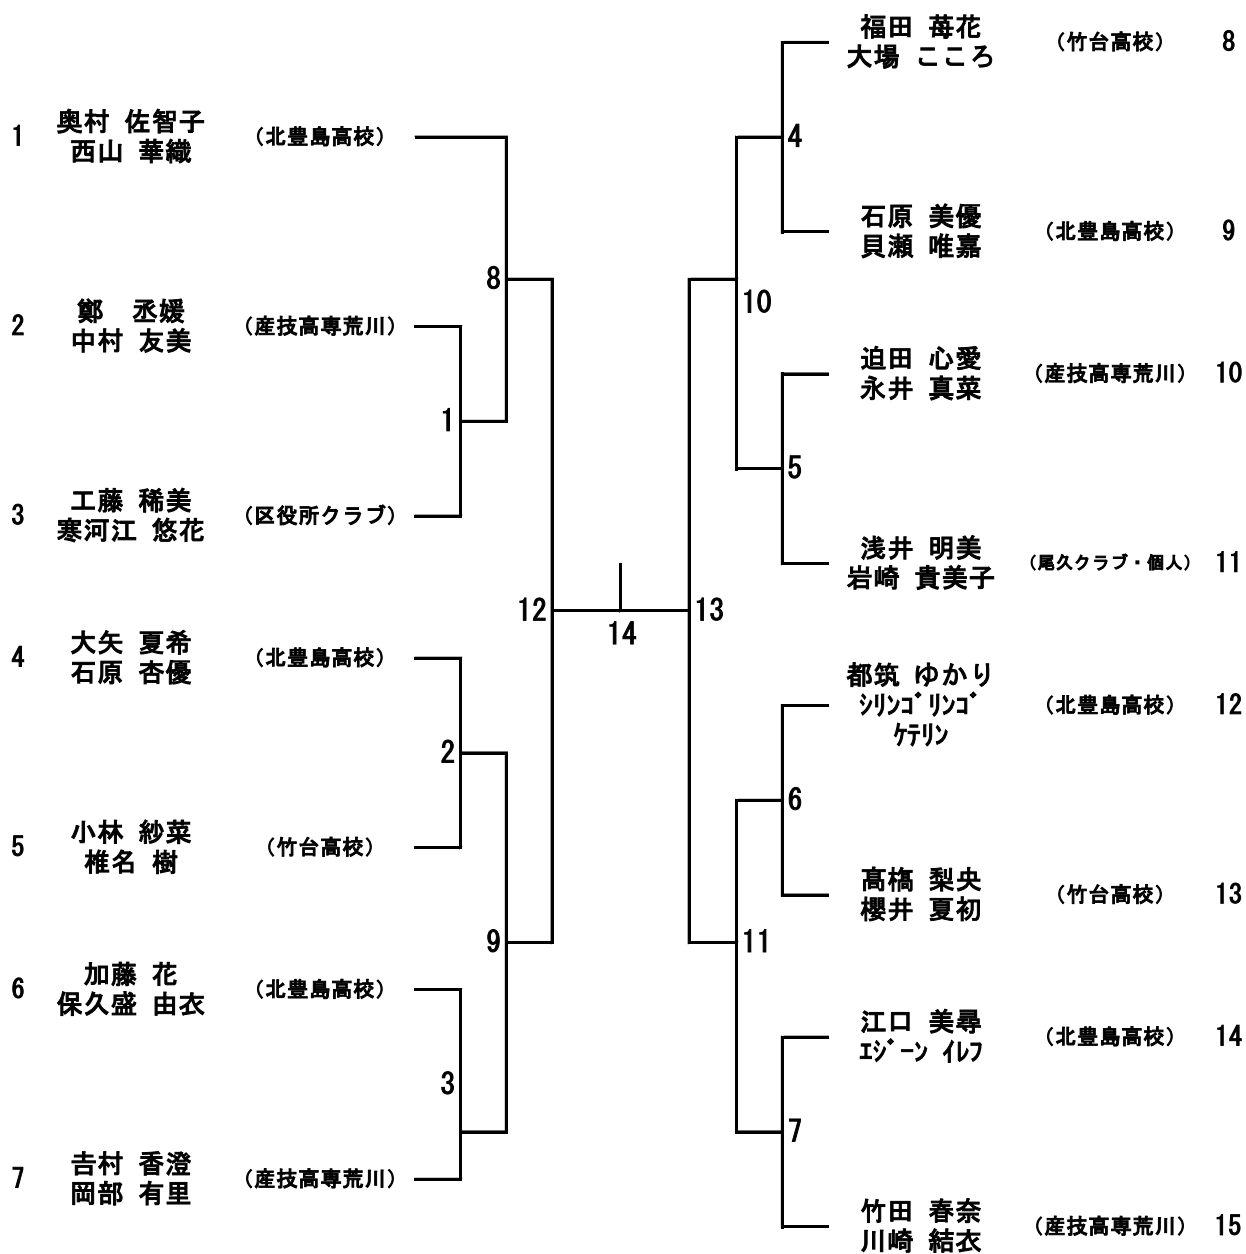 1 奥村 佐智子
西山 華織
（北豊島高校）
2 鄭 丞媛
中村 友美
（産技高専荒川）
3 工藤 稀美
寒河江 悠花
（区役所クラブ）
4 大矢 夏希
石原 杏優
（北豊島高校）
5 小林 紗菜
椎名 樹
（竹台高校）
6 加藤 花
保久盛 由衣
（北豊島高校）
7 𠮷村 香澄
岡部 有里
（産技高専荒川）
8
1
2
9
3
12
14
13
4
10
5
6
11
7
福田 苺花
大場 こころ
（竹台高校） 8
石原 美優
貝瀬 唯嘉
（北豊島高校） 9
迫田 心愛
永井 真菜
（産技高専荒川） 10
浅井 明美
岩崎 貴美子
（尾久クラブ・個人） 11
都筑 ゆかり
ｼﾘﾝｺﾞﾘﾝｺﾞ
ｹﾃﾘﾝ
（北豊島高校） 12
髙橋 梨央
櫻井 夏初
（竹台高校） 13
江口 美尋
ｴｼﾞｰﾝ ｲﾚﾌ
（北豊島高校） 14
竹田 春奈
川崎 結衣
（産技高専荒川） 15